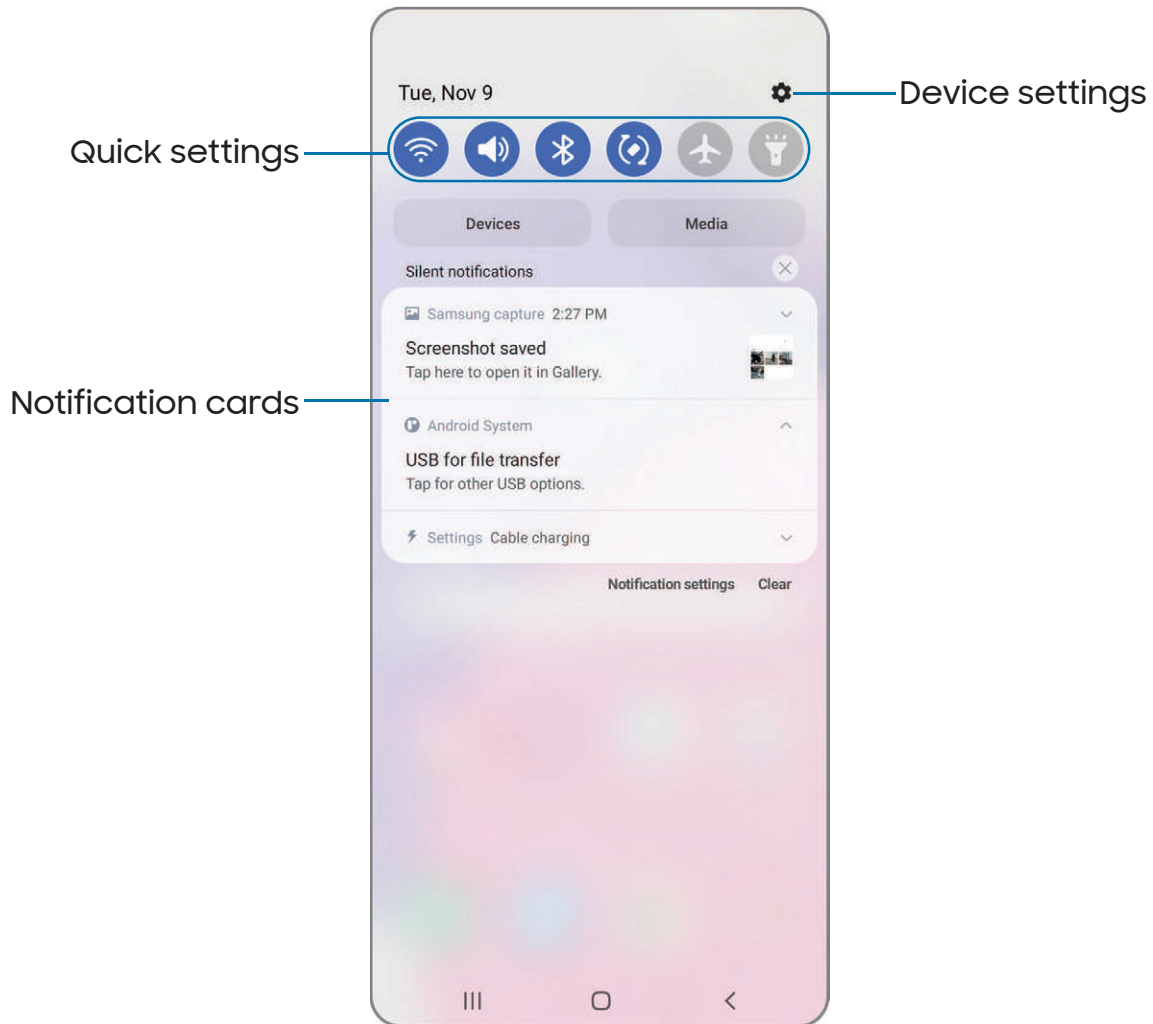 Tue, Nov 9
Device settings
Quick settings
Devices
Media
Silent notifications
Samsung capture 2:27 PM
Screenshot saved
Tap here to open it in Gallery.
Notification cards
Android System
USB for file transfer
Tap for other USB options.
Settings Cable charging
Notification settings Clear